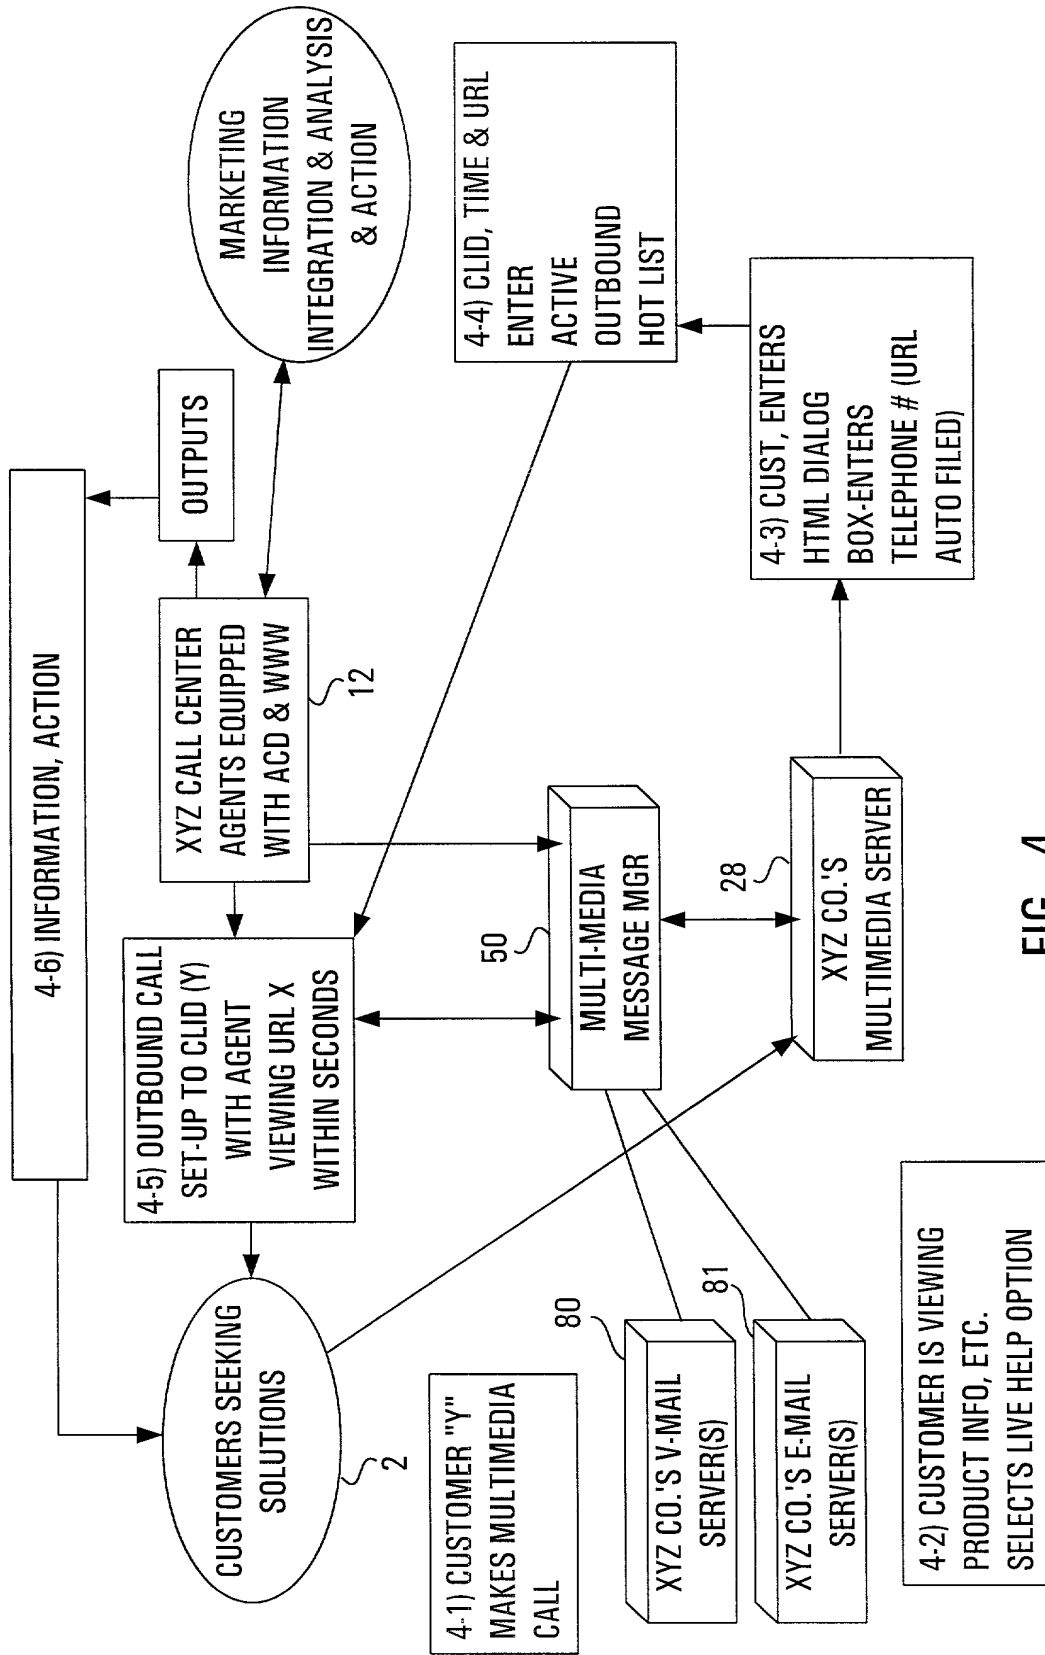 4-6) INFORMATION, ACTION
CUSTOMERS SEEKING
SOLUTIONS
2
4-5) OUTBOUND CALL
SET-UP TO CLID (Y)
WITH AGENT
VIEWING URL X
WITHIN SECONDS
XYZ CALL CENTER
AGENTS EQUIPPED
WITH ACD & WWW
12
OUTPUTS
MARKETING
INFORMATION
INTEGRATION & ANALYSIS
& ACTION
4-1) CUSTOMER "Y"
MAKES MULTIMEDIA
CALL
50
MULTI-MEDIA
MESSAGE MGR
4-4) CLID, TIME & URL
ENTER
ACTIVE
OUTBOUND
HOT LIST
80
XYZ CO.'S V-MAIL
SERVER(S)
81
XYZ CO.'S E-MAIL
SERVER(S)
28
XYZ CO.'S
MULTIMEDIA SERVER
4-3) CUST, ENTERS
HTML DIALOG
BOX-ENTERS
TELEPHONE # (URL
AUTO FILED)
4-2) CUSTOMER IS VIEWING
PRODUCT INFO, ETC.
SELECTS LIVE HELP OPTION
FIG. 4